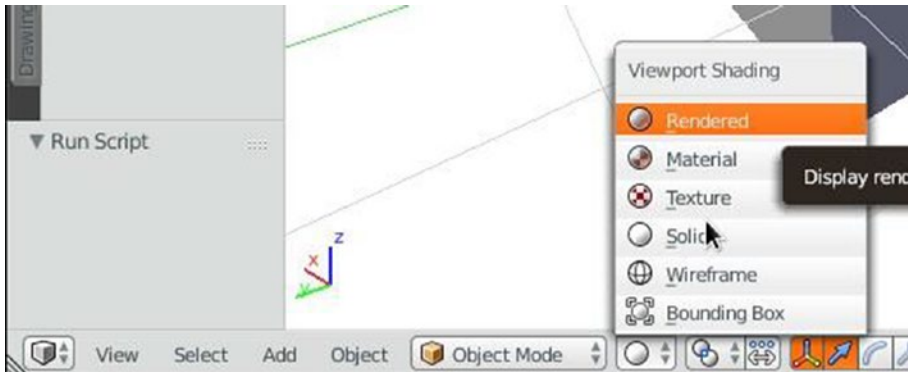 Drawing
Viewport Shading
Rendered
Run Script
Material
Display rend
Texture
Solid
z
Wireframe
x
y
Bounding Box
View Select Add Object Object Mode